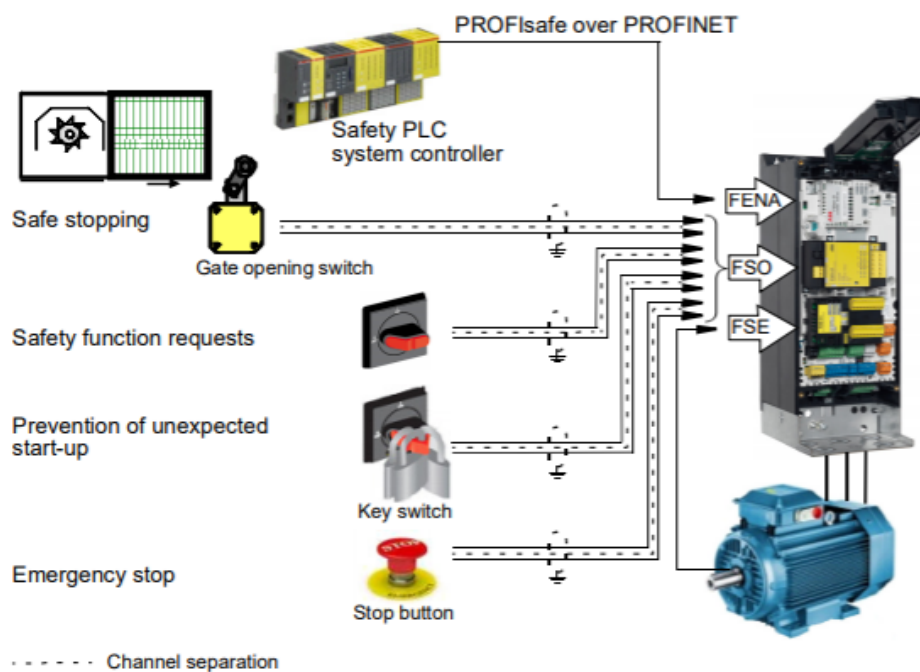 PROFIsafe over PROFINET
Safety PLC
system controller
FENA
Safe stopping
Gate opening switch
FSO
Safety function requests
FSE
Prevention of unexpected
start-up
Key switch
STOP
Emergency stop
Stop button
Channel separation